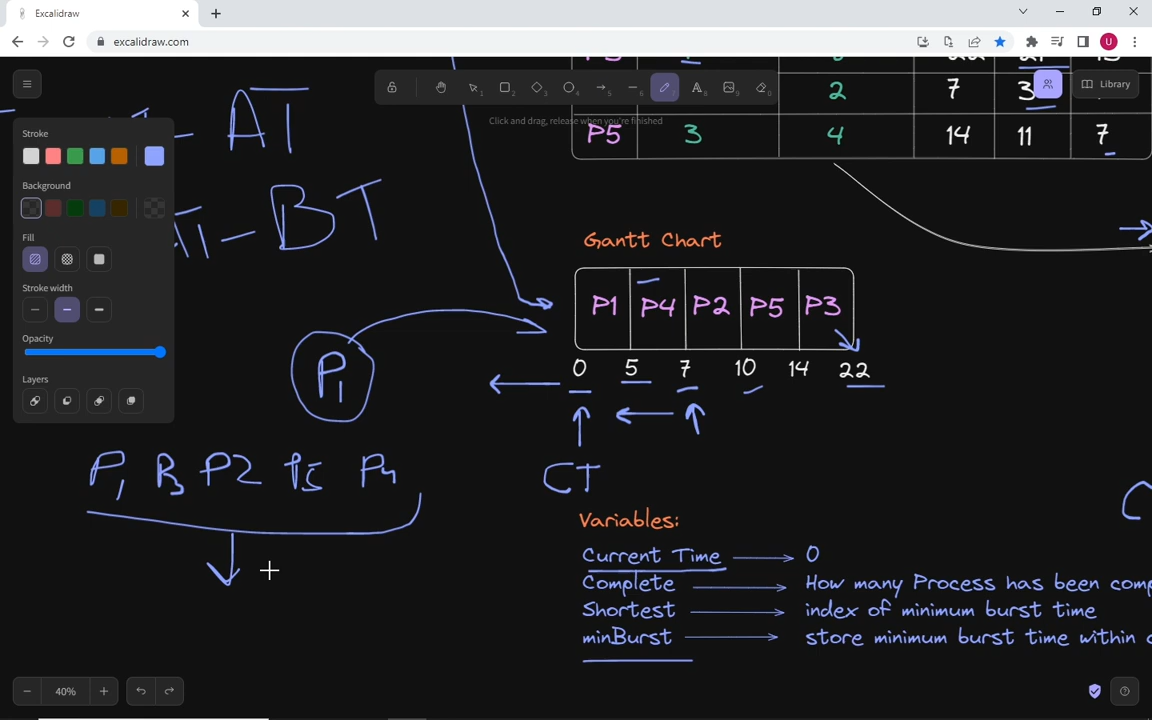 Excalidraw
excalidraw.com
U
Library
Click and drag, release when you're finished
2 7 3
P5 3 4 14 11 7
AT
- BT
Stroke
Background
Fill
Stroke width
Opacity
Layers
Gantt Chart
P1 P4 P2 P5 P3
0 5 7 10 14 22
P1
CT
P1 P3 P2 P5 P4
Variables:
Current Time 0
Complete How many Process has been comp
Shortest index of minimum burst time
minBurst store minimum burst time within
40%